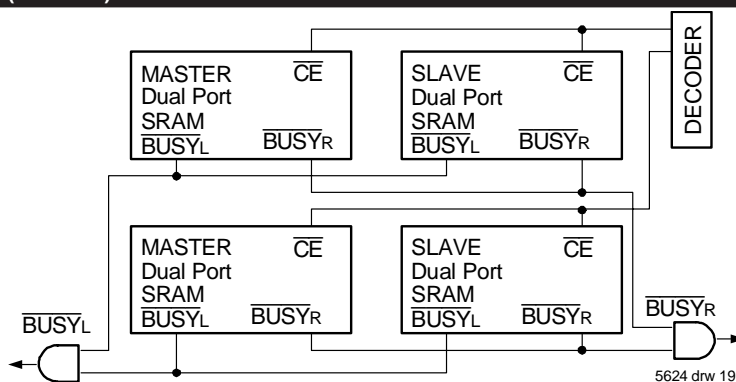 MASTER
Dual Port
SRAM
BUSYL
CE
BUSYR
SLAVE
Dual Port
SRAM
BUSYL
CE
BUSYR
DECODER
MASTER
Dual Port
SRAM
BUSYL
CE
BUSYR
SLAVE
Dual Port
SRAM
BUSYL
CE
BUSYR
BUSYL
BUSYR
5624 drw 19